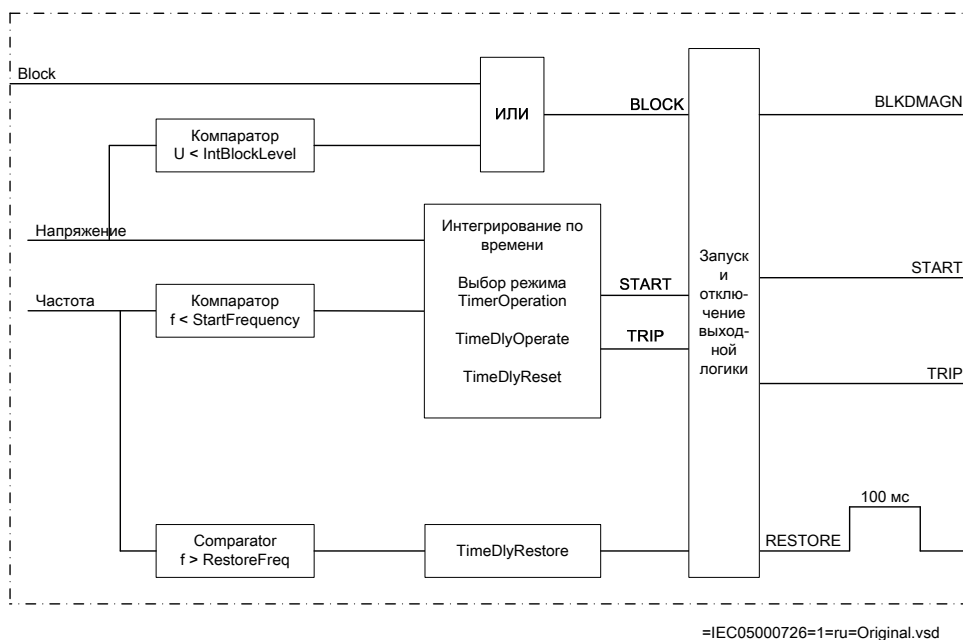 Block
ИЛИ
BLOCK
BLKDMAGN
Компаратор
U < IntBlockLevel
Напряжение
Интегрирование по
времени
Выбор режима
TimerOperation
TimeDlyOperate
TimeDlyReset
START
TRIP
Запуск
и
отклю-
чение
выход-
ной
логики
START
TRIP
Частота
Компаратор
f < StartFrequency
Comparator
f > RestoreFreq
TimeDlyRestore
RESTORE
100 мс
=IEC05000726=1=ru=Original.vsd